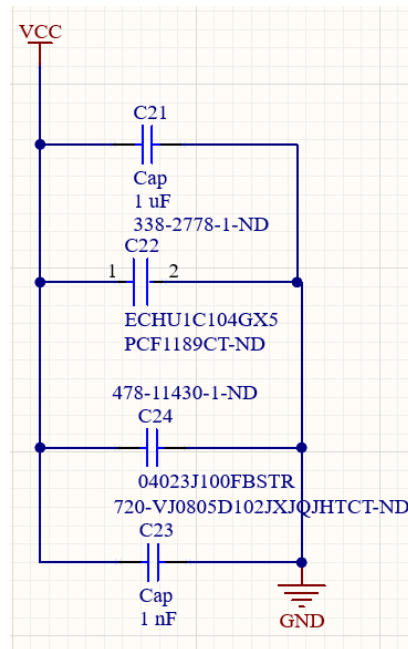 VCC
C21
Cap
1 uF
338-2778-1-ND
C22
1 2
ECHU1C104GX5
PCF1189CT-ND
478-11430-1-ND
C24
04023J100FBSTR
720-VJ0805D102JXJQJHTCT-ND
C23
Cap
1 nF
GND